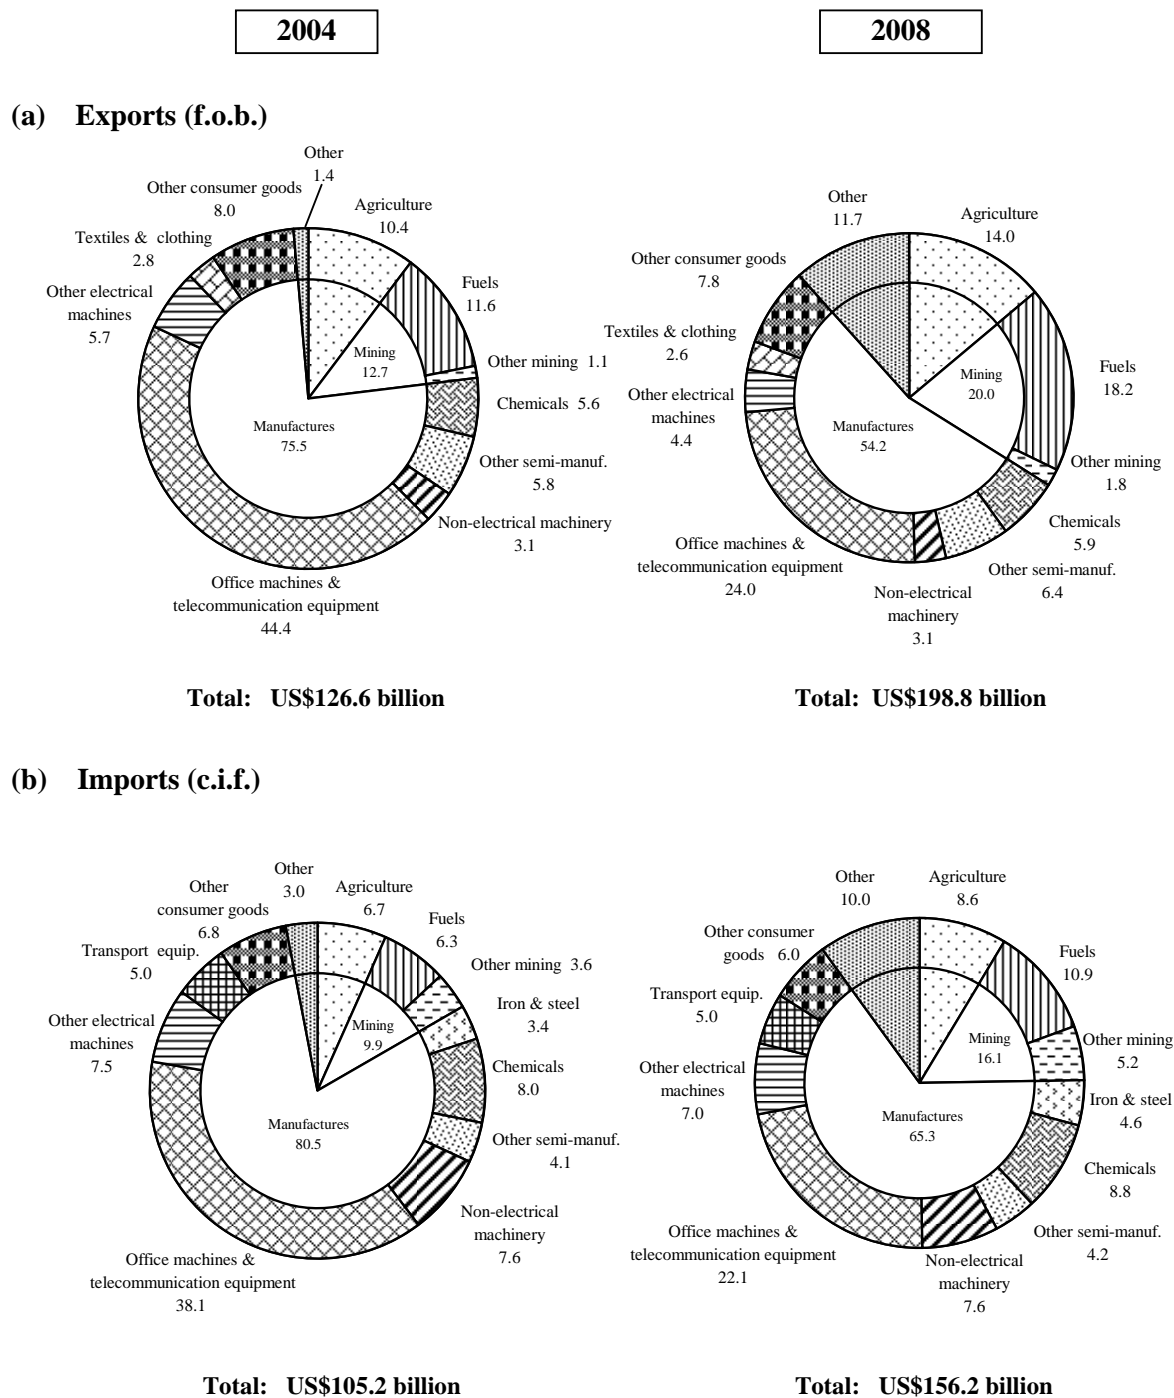 2004
2008
(a) Exports (f.o.b.)
Other
1.4
Other consumer goods
8.0
Agriculture
10.4
Textiles & clothing
2.8
Fuels
11.6
Other electrical
machines
5.7
Mining
12.7
Other mining 1.1
Chemicals 5.6
Manufactures
75.5
Other semi-manuf.
5.8
Non-electrical machinery
3.1
Office machines &
telecommunication equipment
44.4
Total: US$126.6 billion
Other
11.7
Agriculture
14.0
Other consumer goods
7.8
Textiles & clothing
2.6
Fuels
18.2
Mining
20.0
Other electrical
machines
4.4
Manufactures
54.2
Other mining
1.8
Chemicals
5.9
Office machines &
telecommunication equipment
24.0
Other semi-manuf.
6.4
Non-electrical
machinery
3.1
Total: US$198.8 billion
(b) Imports (c.i.f.)
Other
3.0
Agriculture
6.7
Other
consumer goods
6.8
Fuels
6.3
Transport equip.
5.0
Other mining 3.6
Iron & steel
3.4
Other electrical
machines
7.5
Mining
9.9
Chemicals
8.0
Manufactures
80.5
Other semi-manuf.
4.1
Non-electrical
machinery
7.6
Office machines &
telecommunication equipment
38.1
Total: US$105.2 billion
Other
10.0
Agriculture
8.6
Other consumer
goods 6.0
Fuels
10.9
Transport equip.
5.0
Mining
16.1
Other mining
5.2
Other electrical
machines
7.0
Iron & steel
4.6
Manufactures
65.3
Chemicals
8.8
Other semi-manuf.
4.2
Office machines &
telecommunication equipment
22.1
Non-electrical
machinery
7.6
Total: US$156.2 billion